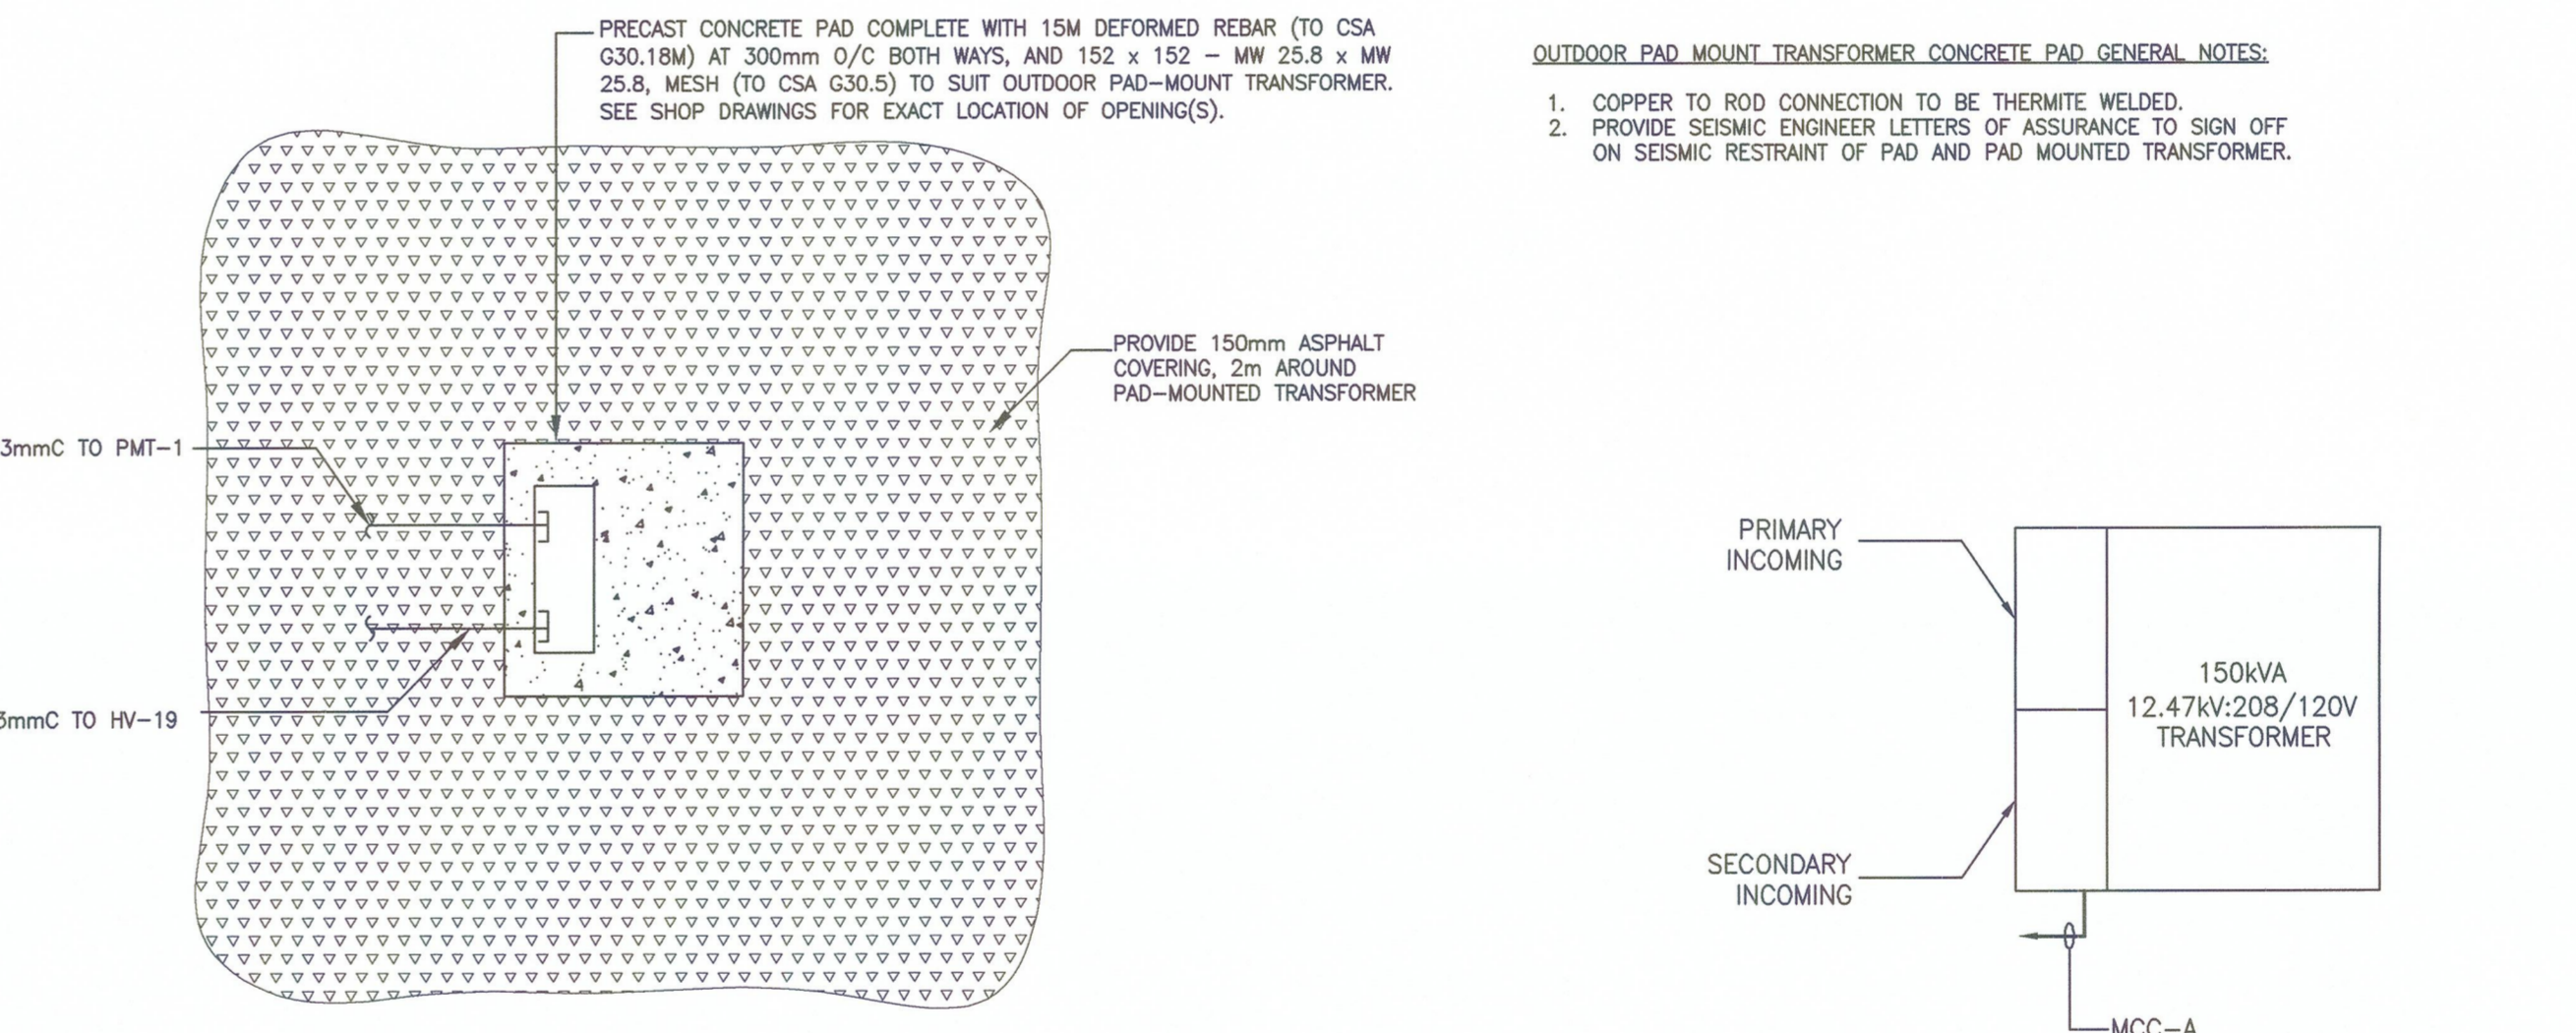 PRECAST CONCRETE PAD COMPLETE WITH 15M DEFORMED REBAR (TO CSA
G30.18M) AT 300mm O/C BOTH WAYS, AND 152 x 152 – MW 25.8 x MW
25.8, MESH (TO CSA G30.5) TO SUIT OUTDOOR PAD-MOUNT TRANSFORMER.
SEE SHOP DRAWINGS FOR EXACT LOCATION OF OPENING(S).
OUTDOOR PAD MOUNT TRANSFORMER CONCRETE PAD GENERAL NOTES:
1. COPPER TO ROD CONNECTION TO BE THERMITE WELDED.
2. PROVIDE SEISMIC ENGINEER LETTERS OF ASSURANCE TO SIGN OFF
ON SEISMIC RESTRAINT OF PAD AND PAD MOUNTED TRANSFORMER.
PROVIDE 150mm ASPHALT
COVERING, 2m AROUND
PAD-MOUNTED TRANSFORMER
3mmC TO PMT-1
3mmC TO HV-19
PRIMARY
INCOMING
SECONDARY
INCOMING
150kVA
12.47kV:208/120V
TRANSFORMER
MCC-A